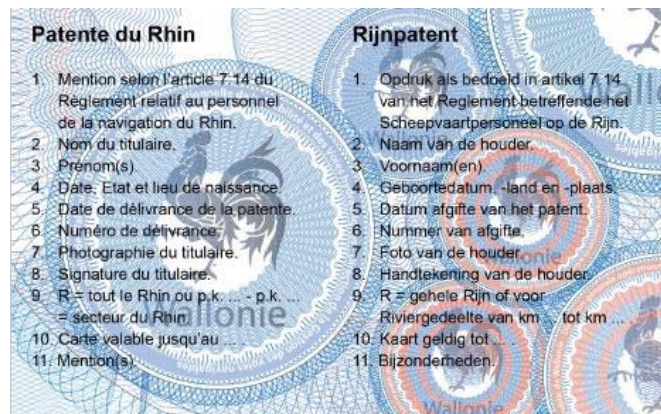 Patente du Rhin
1. Mention selon l'article 7.14 du
Règlement relatif au personnel
de la navigation du Rhin.
2. Nom du titulaire.
3. Prénom(s).
4. Date, Etat et lieu de naissance.
5. Date de délivrance de la patente.
6. Numéro de délivrance.
7. Photographie du titulaire.
8. Signature du titulaire.
9. R = tout le Rhin ou p.k. ... - p.k. ...
= secteur du Rhin
10. Carte valable jusqu'au ... .
11. Mention(s)
Rijnpatent
1. Opdruk als bedoeld in artikel 7.14
van het Reglement betreffende het
Scheepvaartpersoneel op de Rijn.
2. Naam van de houder.
3. Voornaam(en).
4. Geboortedatum, -land en -plaats.
5. Datum afgifte van het patent.
6. Nummer van afgifte.
7. Foto van de houder.
8. Handtekening van de houder.
9. R = gehele Rijn of voor
Riviergedeelte van km ... tot km ...
10. Kaart geldig tot ... .
11. Bijzonderheden.
Wallonie
Wallonie
Wallonie